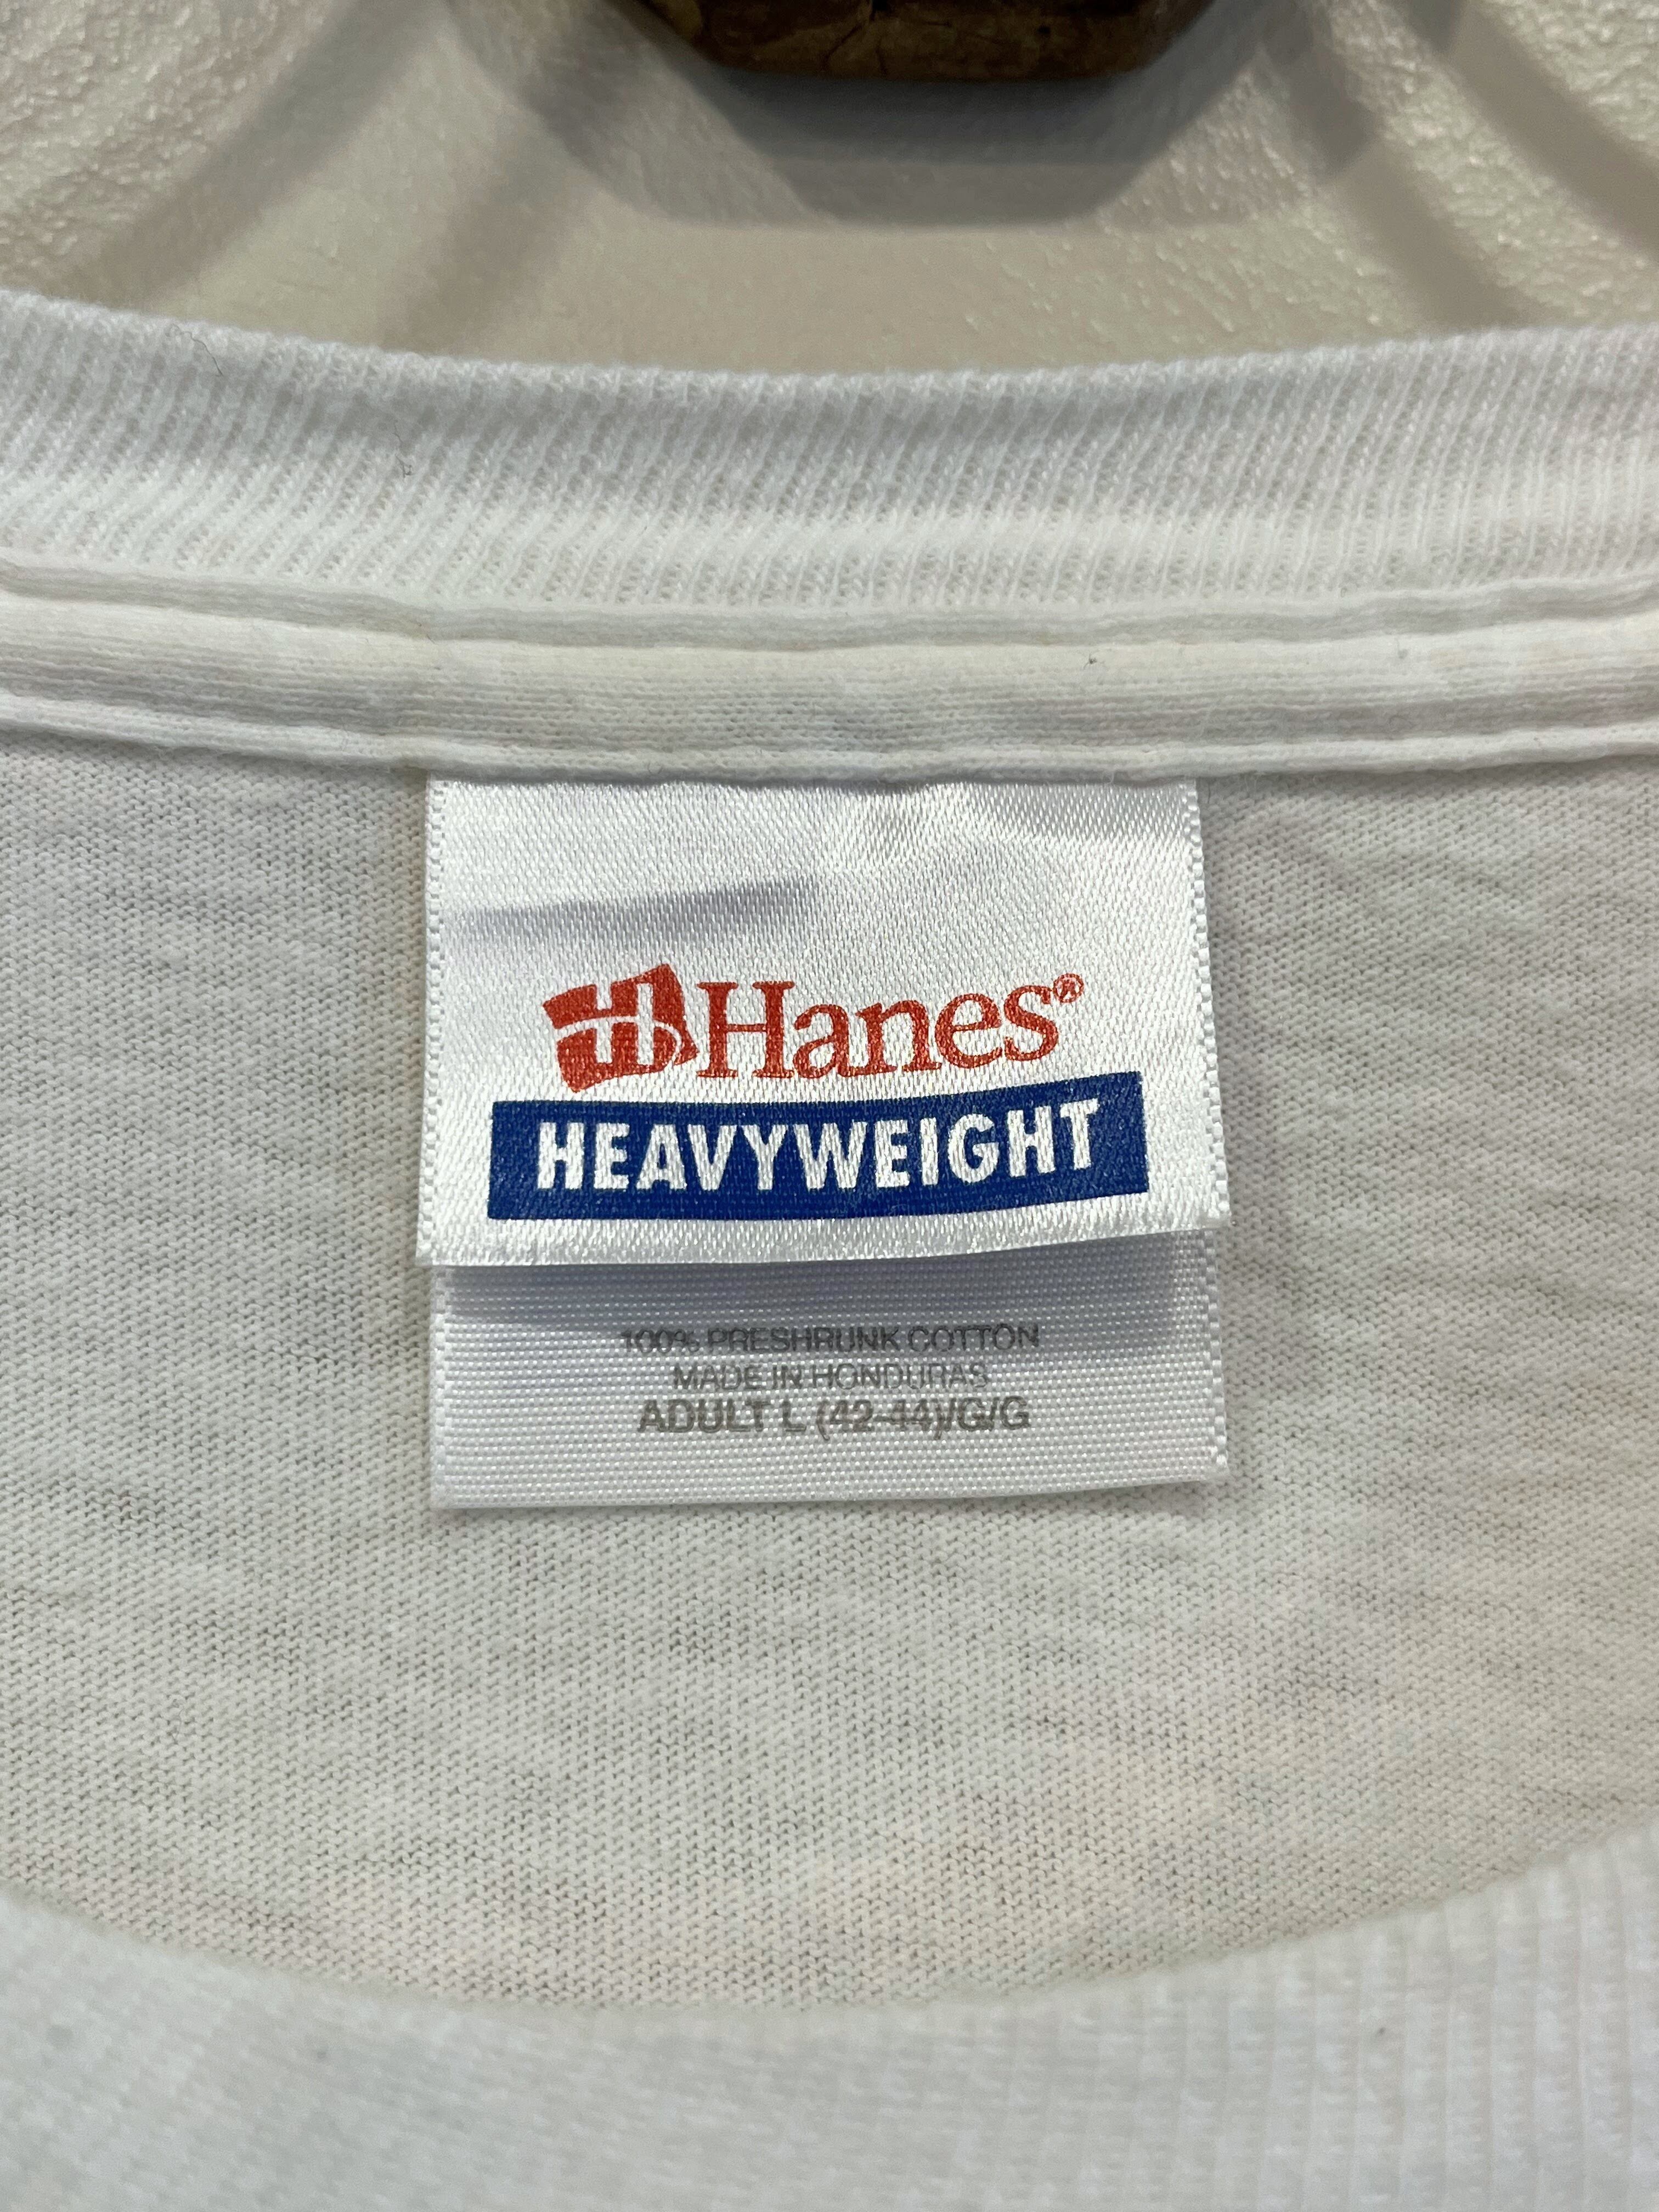 Hanes®
HEAVYWEIGHT
100% PRESHRUNK COTTON
MADE IN HONDURAS
ADULT L (42-44)/G/G